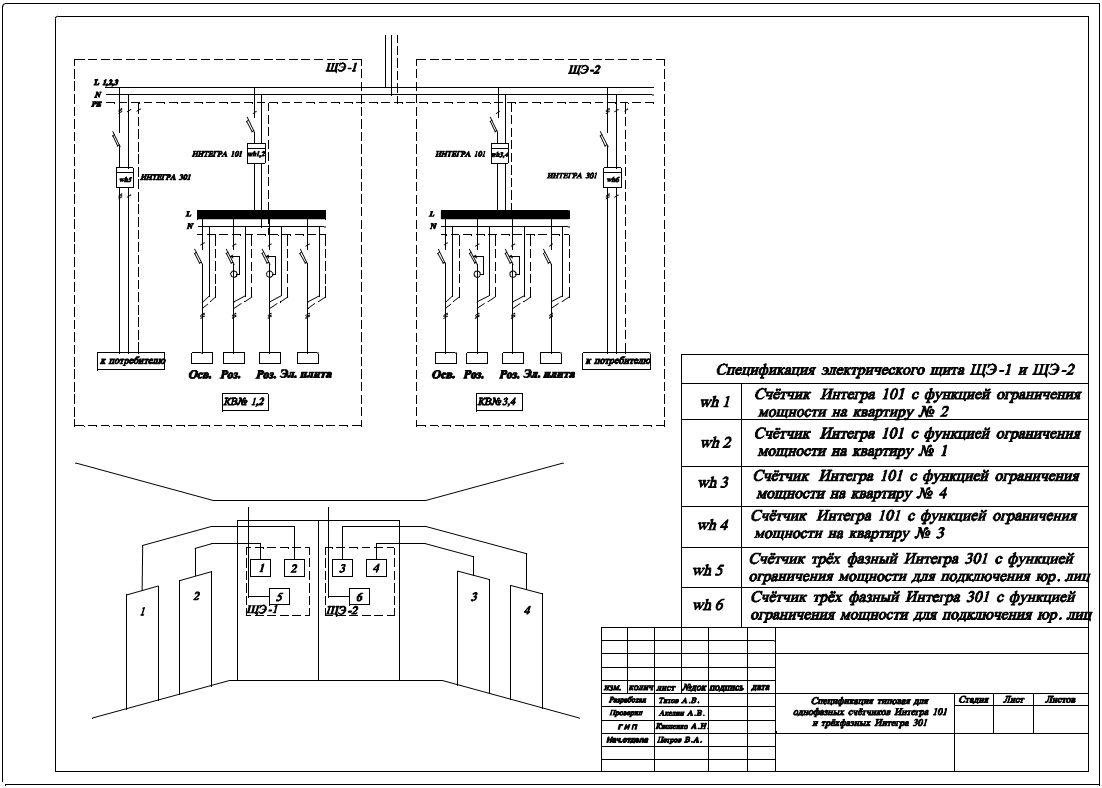 ЩЭ-1
ЩЭ-2
L 1,2,3
N
PE
ИНТЕГРА 101
wh1,2
ИНТЕГРА 101
wh3,4
wh5
ИНТЕГРА 301
ИНТЕГРА 301
wh6
L
N
L
N
к потребителю
к потребителю
Осв. Роз. Роз. Эл. плита
Осв. Роз. Роз. Эл. плита
КВ№ 1,2
КВ№3,4
Спецификация электрического щита ЩЭ-1 и ЩЭ-2
wh 1
Счётчик Интегра 101 с функцией ограничения
мощности на квартиру № 2
wh 2
Счётчик Интегра 101 с функцией ограничения
мощности на квартиру № 1
wh 3
Счётчик Интегра 101 с функцией ограничения
мощности на квартиру № 4
wh 4
Счётчик Интегра 101 с функцией ограничения
мощности на квартиру № 3
wh 5
Счётчик трёх фазный Интегра 301 с функцией
ограничения мощности для подключения юр. лиц
wh 6
Счётчик трёх фазный Интегра 301 с функцией
ограничения мощности для подключения юр. лиц
1
2
3
4
5
6
ЩЭ-1
ЩЭ-2
1
2
3
4
изм. колич лист №док подпись дата
Разработал Титов А.В.
Проверил А.В.
ГИП А.Н.
Нач.отдела Петров В.А.
Спецификация типовая для
однофазных счётчиков Интегра 101
и трёхфазных Интегра 301
Стадия Лист Листов